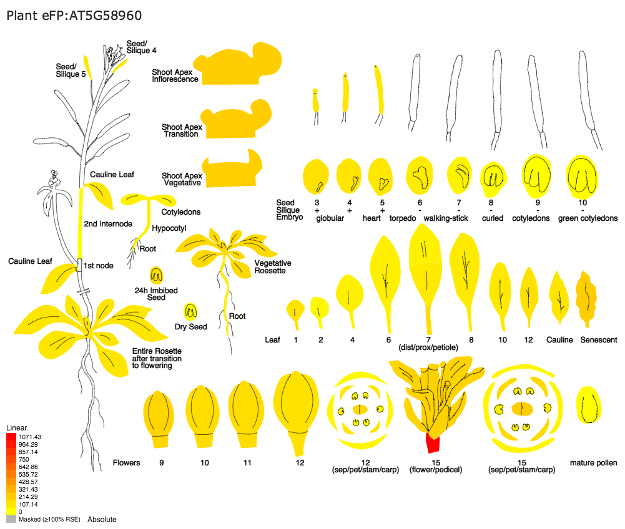 Plant eFP:AT5G58960
Seed/
Silique 4
Seed/
Silique 5
Shoot Apex
Inflorescence
Shoot Apex
Transition
Shoot Apex
Vegetative
Cauline Leaf
Cotyledons
2nd Internode
Hypocotyl
Root
Cauline Leaf
1st node
24h Imbibed
Seed
Vegetative
Roesette
Dry Seed
Root
Entire Rosette
after transition
to flowering
Seed 3 4 5 6 7 8 9 10
Silique + + + - - - - -
Embryo globular heart torpedo walking-stick curled cotyledons green cotyledons
Leaf 1 2 4 6 7 8 10 12 Cauline Senescent
(dist/prox/petiole)
Flowers 9 10 11 12 12 15 15 mature pollen
(sep/pet/stam/carp) (flower/pedicel) (sep/pet/stam/carp)
Linear
1071.43
964.29
857.14
750
642.86
535.72
428.57
321.43
214.29
107.14
0
Masked (≥100% RSE) Absolute